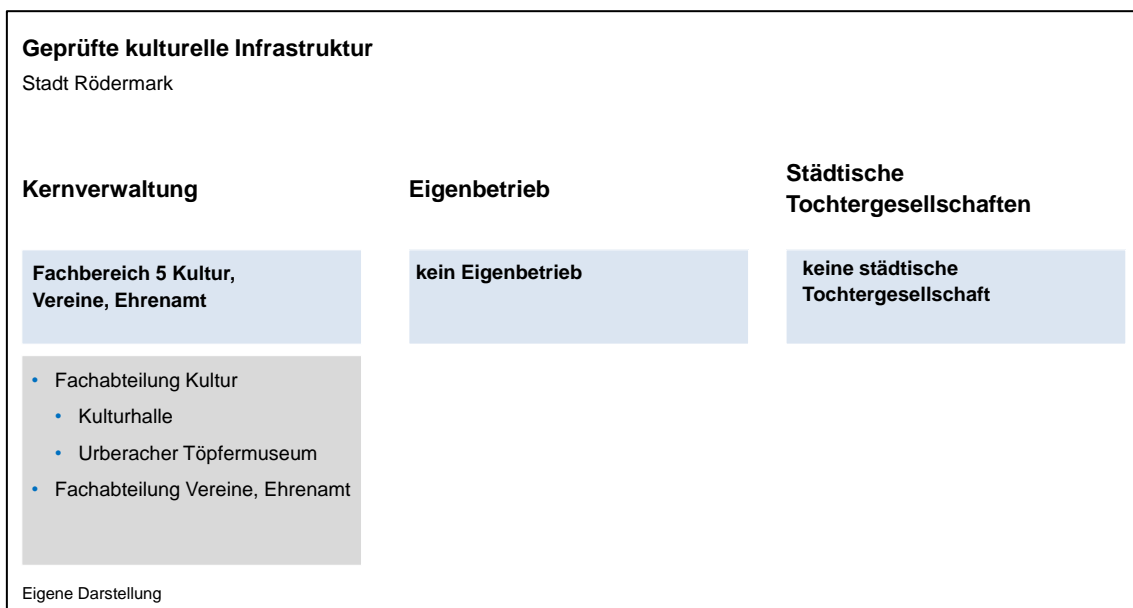 Geprüfte kulturelle Infrastruktur
Stadt Rödermark
Kernverwaltung
Eigenbetrieb
Städtische
Tochtergesellschaften
Fachbereich 5 Kultur,
Vereine, Ehrenamt
kein Eigenbetrieb
keine städtische
Tochtergesellschaft
• Fachabteilung Kultur
• Kulturhalle
• Urberacher Töpfermuseum
• Fachabteilung Vereine, Ehrenamt
Eigene Darstellung